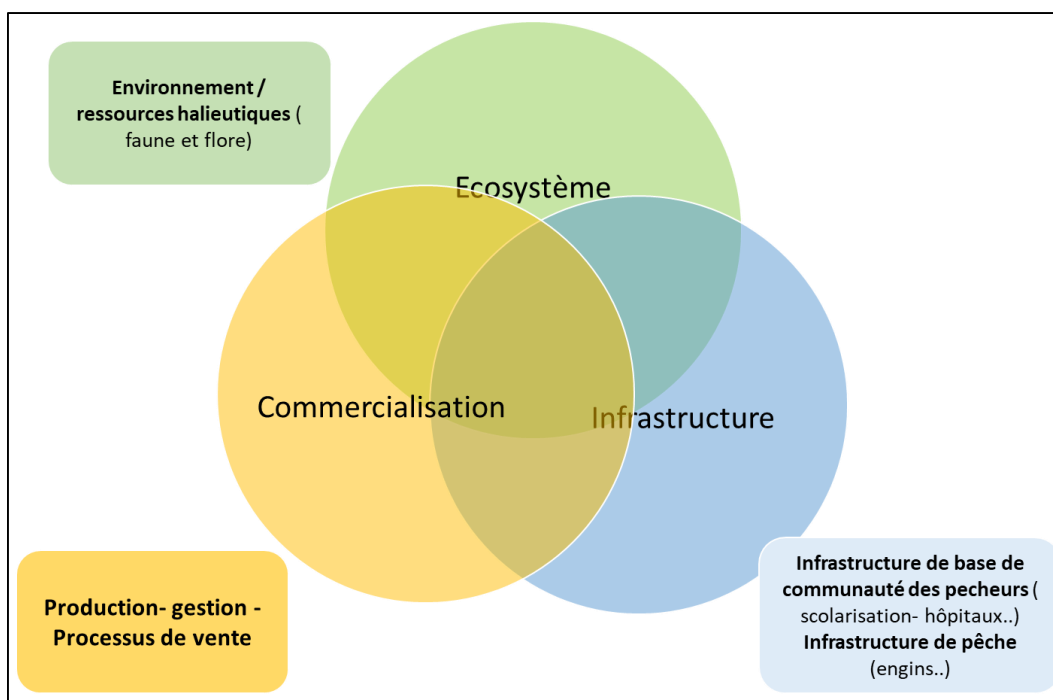 Environnement /
ressources halieutiques (
faune et flore)
Ecosystème
Commercialisation
Infrastructure
Production- gestion -
Processus de vente
Infrastructure de base de
communauté des pecheurs (
scolarisation- hôpitaux..)
Infrastructure de pêche
(engins..)